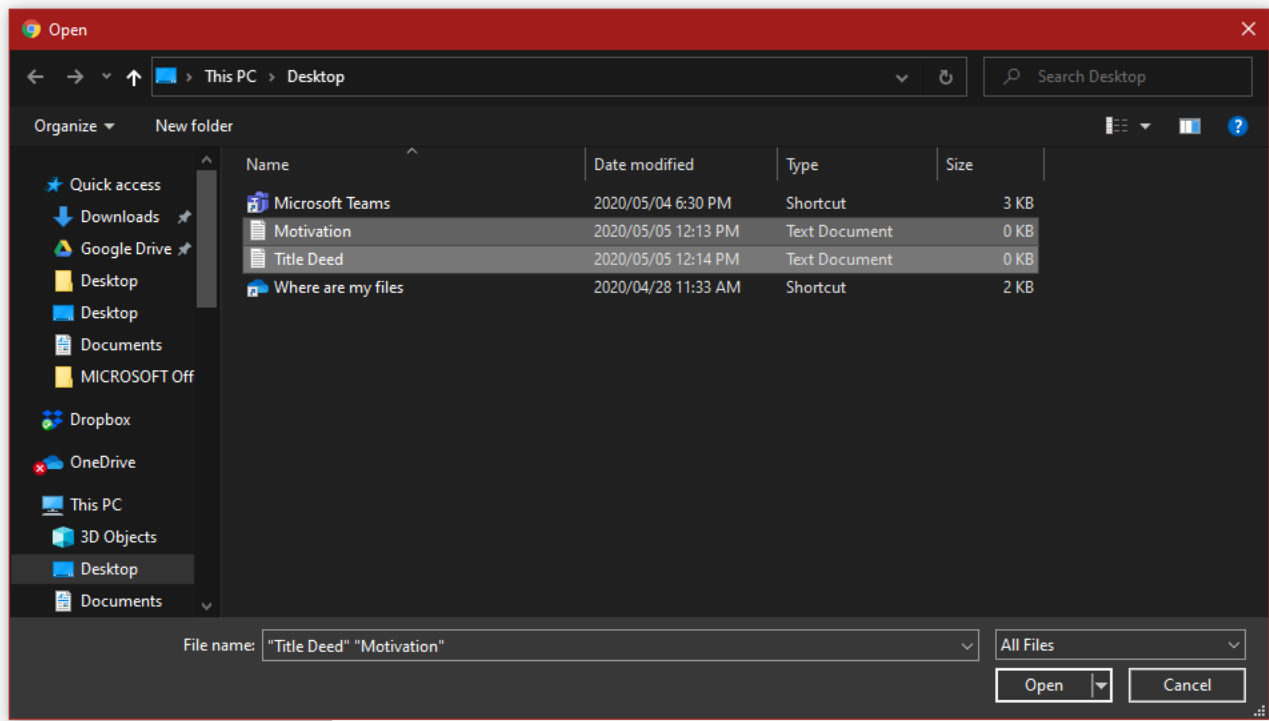 Open
This PC > Desktop
Search Desktop
Organize
New folder
Name Date modified Type Size
Quick access
Downloads
Google Drive
Desktop
Desktop
Documents
MICROSOFT Off
Dropbox
OneDrive
This PC
3D Objects
Desktop
Documents
Microsoft Teams 2020/05/04 6:30 PM Shortcut 3 KB
Motivation 2020/05/05 12:13 PM Text Document 0 KB
Title Deed 2020/05/05 12:14 PM Text Document 0 KB
Where are my files 2020/04/28 11:33 AM Shortcut 2 KB
File name: "Title Deed" "Motivation"
All Files
Open
Cancel